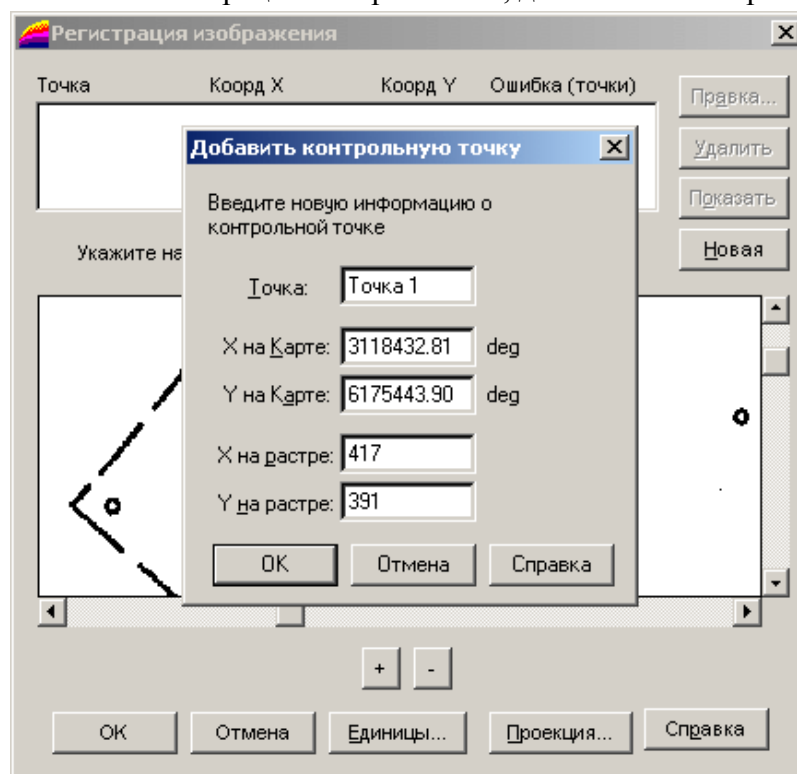 Регистрация изображения
Точка Коорд X Коорд Y Ошибка (точки)
Правка...
Удалить
Показать
Новая
Укажите на
Добавить контрольную точку
Введите новую информацию о
контрольной точке
Точка: Точка 1
X на Карте: 3118432.81 deg
Y на Карте: 6175443.90 deg
X на растре: 417
Y на растре: 391
OK Отмена Справка
+ -
OK Отмена Единицы... Проекция... Справка